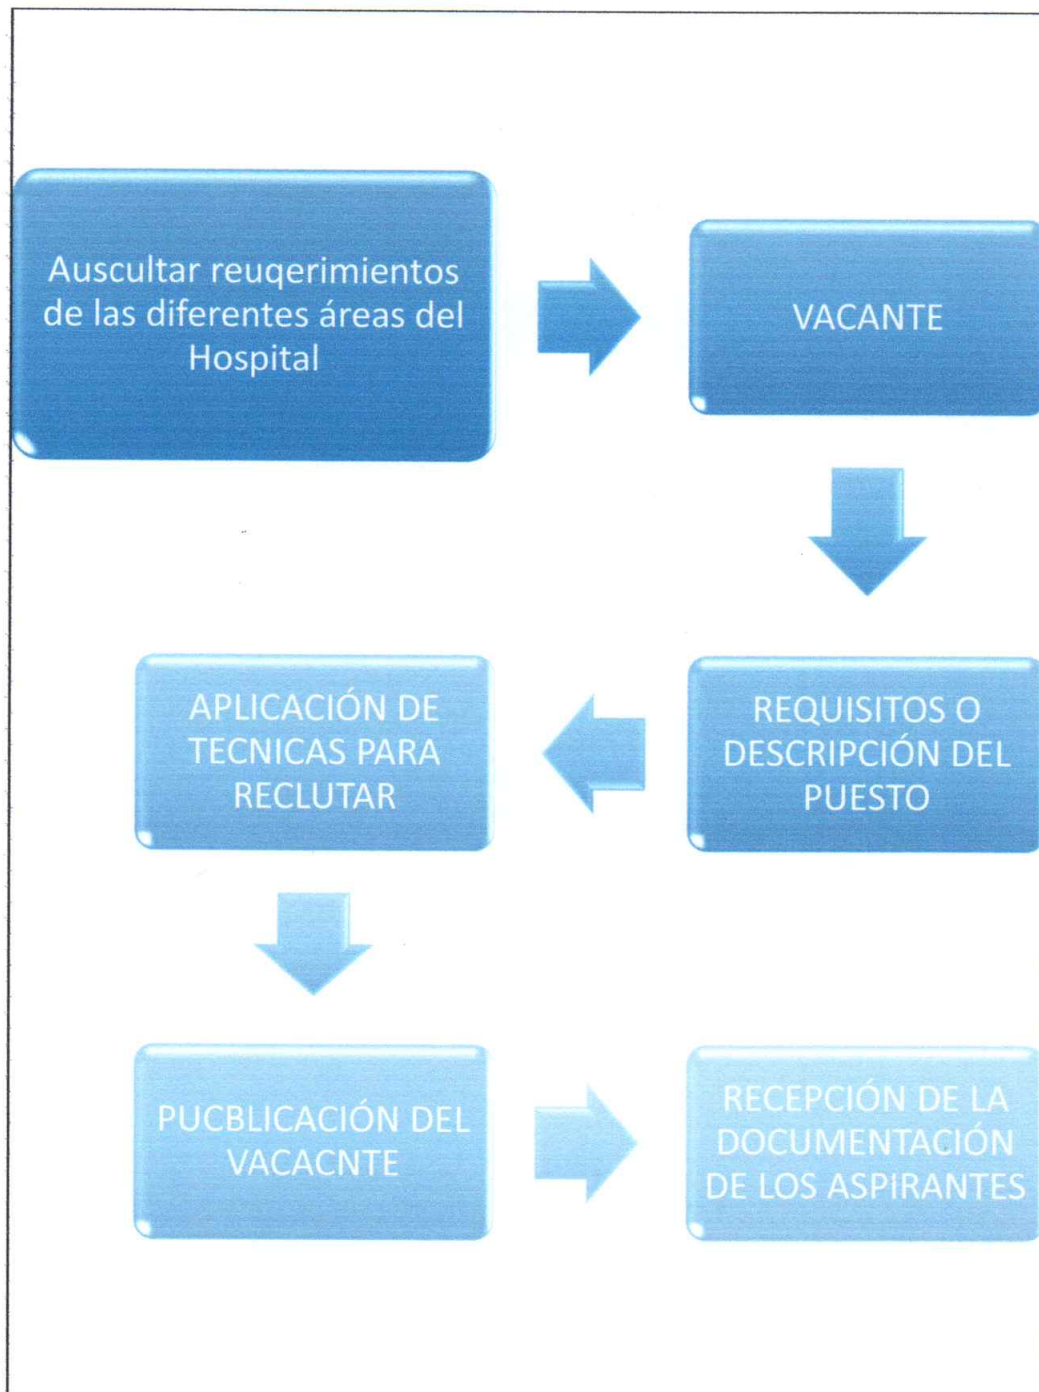 Auscultar reuqerimientos
de las diferentes áreas del
Hospital
VACANTE
REQUISITOS O
DESCRIPCIÓN DEL
PUESTO
APLICACIÓN DE
TECNICAS PARA
RECLUTAR
PUCBLICACIÓN DEL
VACACNTE
RECEPCIÓN DE LA
DOCUMENTACIÓN
DE LOS ASPIRANTES